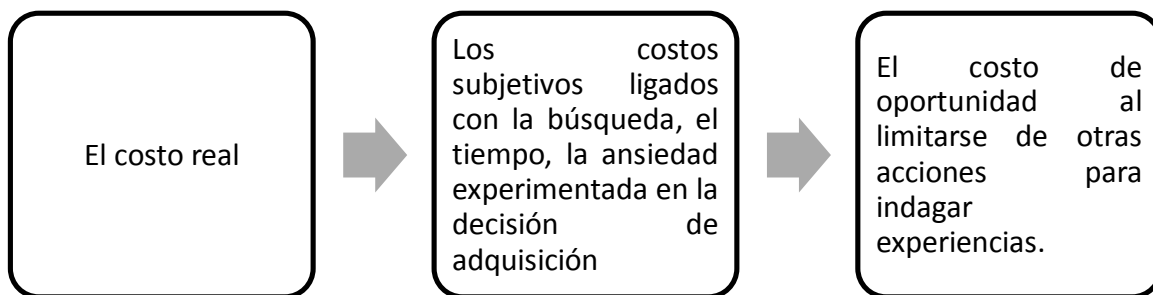 El costo real
Los costos
subjetivos ligados
con la búsqueda, el
tiempo, la ansiedad
experimentada en la
decisión de
adquisición
El costo de
oportunidad al
limitarse de otras
acciones para
indagar
experiencias.